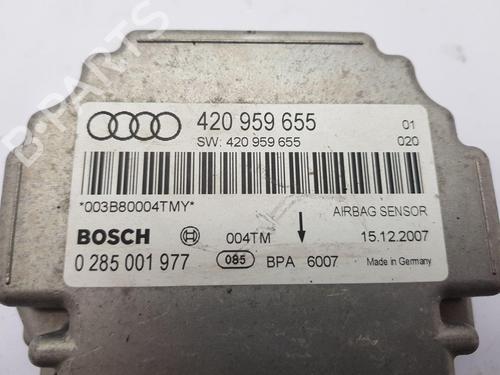 420 959 655 01
SW: 420 959 655 020
*003B80004TMY* AIRBAG SENSOR
BOSCH 004TM 15.12.2007
0 285 001 977 085 BPA 6007 Made in Germany
B-PARTS